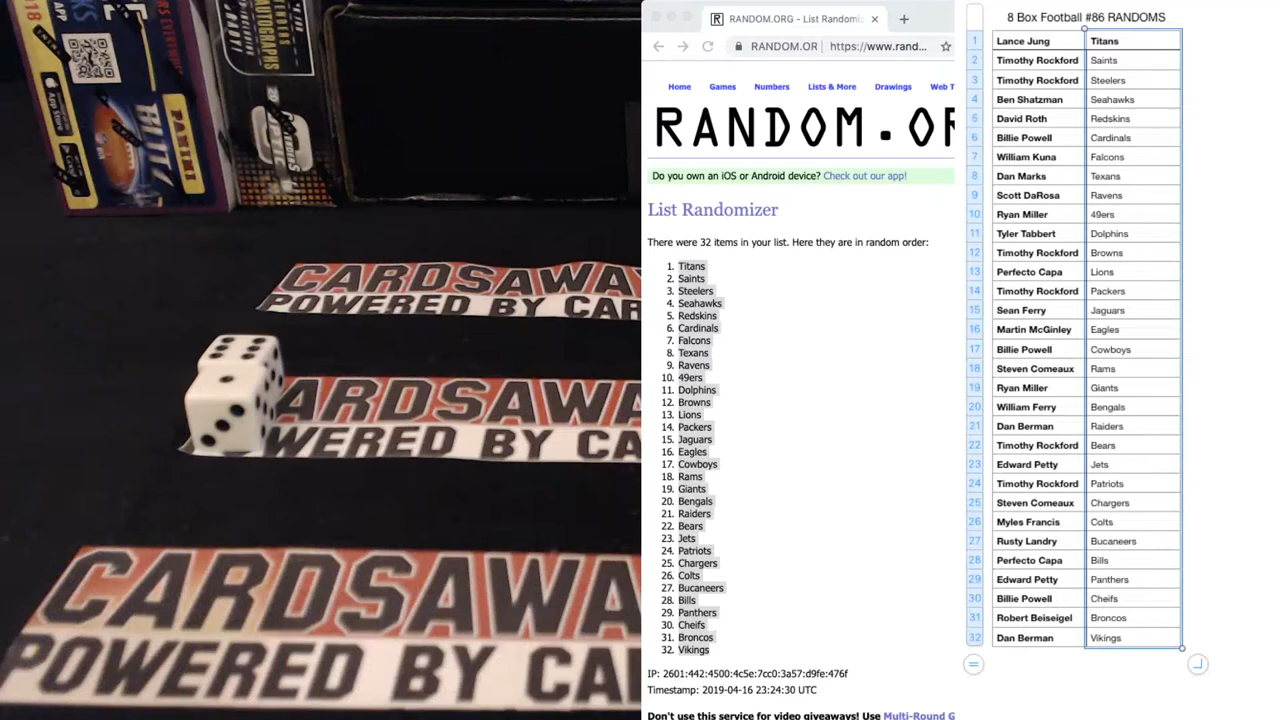 AUTOGRAPHS
BABY!
App Store
PANINI
18
CARDSAWA
POWERED BY CAR
ARDSAWA
WERED BY CA
CARDSAWA
POWERED BY CA
RANDOM.ORG - List Randomiz
RANDOM.OR
https://www.rand...
Home Games Numbers Lists & More Drawings Web T
RANDOM.OR
Do you own an iOS or Android device? Check out our app!
List Randomizer
There were 32 items in your list. Here they are in random order:
1. Titans
2. Saints
3. Steelers
4. Seahawks
5. Redskins
6. Cardinals
7. Falcons
8. Texans
9. Ravens
10. 49ers
11. Dolphins
12. Browns
13. Lions
14. Packers
15. Jaguars
16. Eagles
17. Cowboys
18. Rams
19. Giants
20. Bengals
21. Raiders
22. Bears
23. Jets
24. Patriots
25. Chargers
26. Colts
27. Bucaneers
28. Bills
29. Panthers
30. Cheifs
31. Broncos
32. Vikings
IP: 2601:442:4500:4c5e:7cc0:3a57:d9fe:476f
Timestamp: 2019-04-16 23:24:30 UTC
Don't use this service for video giveaways! Use Multi-Round G
8 Box Football #86 RANDOMS
1 Lance Jung Titans
2 Timothy Rockford Saints
3 Timothy Rockford Steelers
4 Ben Shatzman Seahawks
5 David Roth Redskins
6 Billie Powell Cardinals
7 William Kuna Falcons
8 Dan Marks Texans
9 Scott DaRosa Ravens
10 Ryan Miller 49ers
11 Tyler Tabbert Dolphins
12 Timothy Rockford Browns
13 Perfecto Capa Lions
14 Timothy Rockford Packers
15 Sean Ferry Jaguars
16 Martin McGinley Eagles
17 Billie Powell Cowboys
18 Steven Comeaux Rams
19 Ryan Miller Giants
20 William Ferry Bengals
21 Dan Berman Raiders
22 Timothy Rockford Bears
23 Edward Petty Jets
24 Timothy Rockford Patriots
25 Steven Comeaux Chargers
26 Myles Francis Colts
27 Rusty Landry Bucaneers
28 Perfecto Capa Bills
29 Edward Petty Panthers
30 Billie Powell Cheifs
31 Robert Beiseigel Broncos
32 Dan Berman Vikings